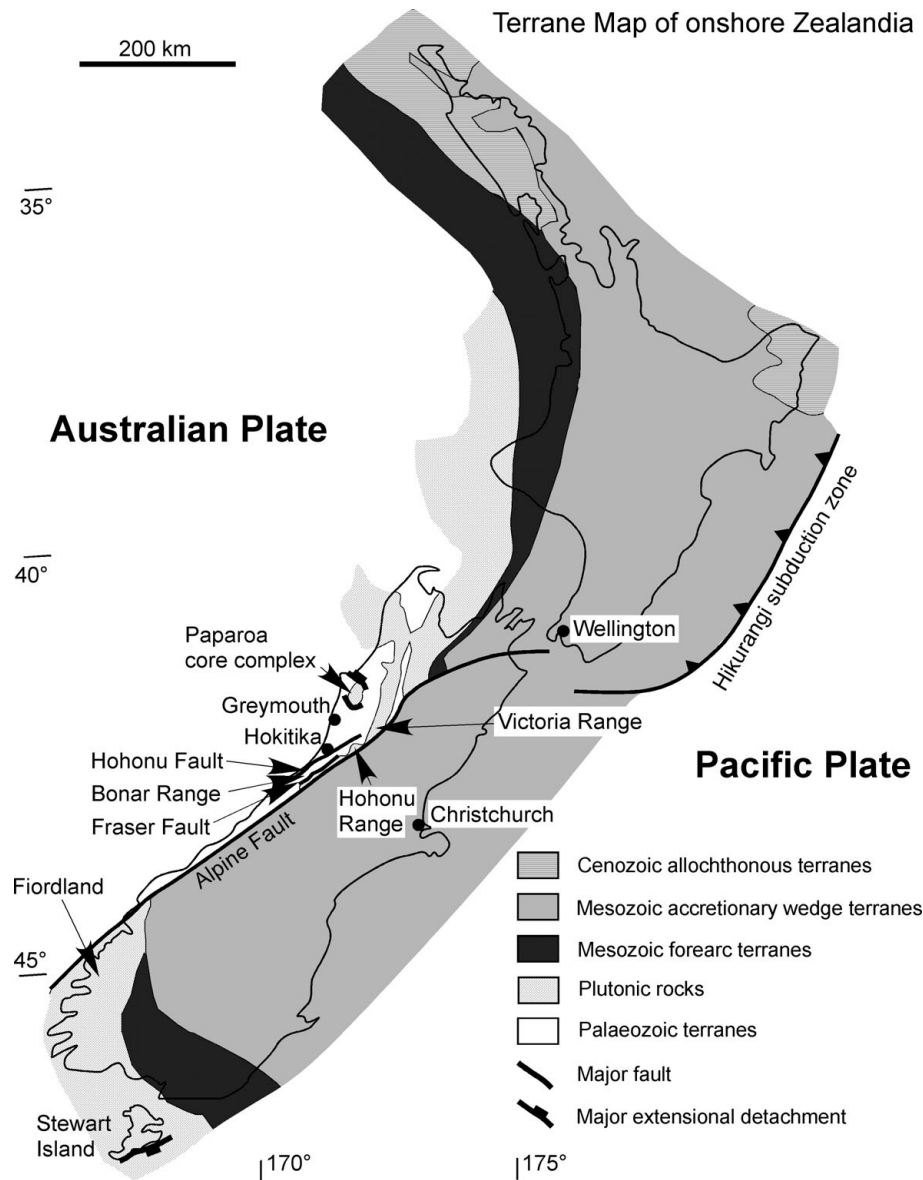 Terrane Map of onshore Zealandia
200 km
35°
Australian Plate
40°
Hikurangi subduction zone
Wellington
Paparoa
core complex
Greymouth
Hokitika
Victoria Range
Hohonu Fault
Bonar Range
Fraser Fault
Hohonu
Range
Pacific Plate
Christchurch
Alpine Fault
Fiordland
45°
Stewart
Island
170°
175°
Cenozoic allochthonous terranes
Mesozoic accretionary wedge terranes
Mesozoic forearc terranes
Plutonic rocks
Palaeozoic terranes
Major fault
Major extensional detachment